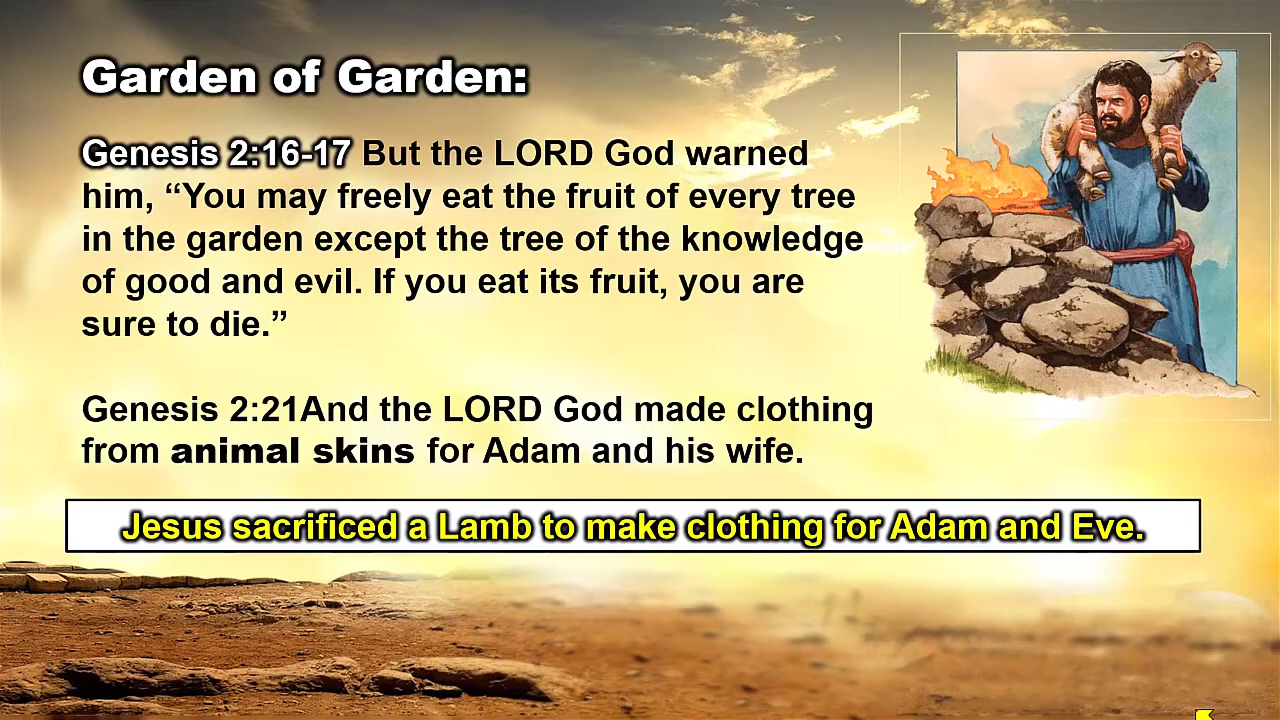 Garden of Garden:
Genesis 2:16-17 But the LORD God warned
him, “You may freely eat the fruit of every tree
in the garden except the tree of the knowledge
of good and evil. If you eat its fruit, you are
sure to die.”
Genesis 2:21And the LORD God made clothing
from animal skins for Adam and his wife.
Jesus sacrificed a Lamb to make clothing for Adam and Eve.